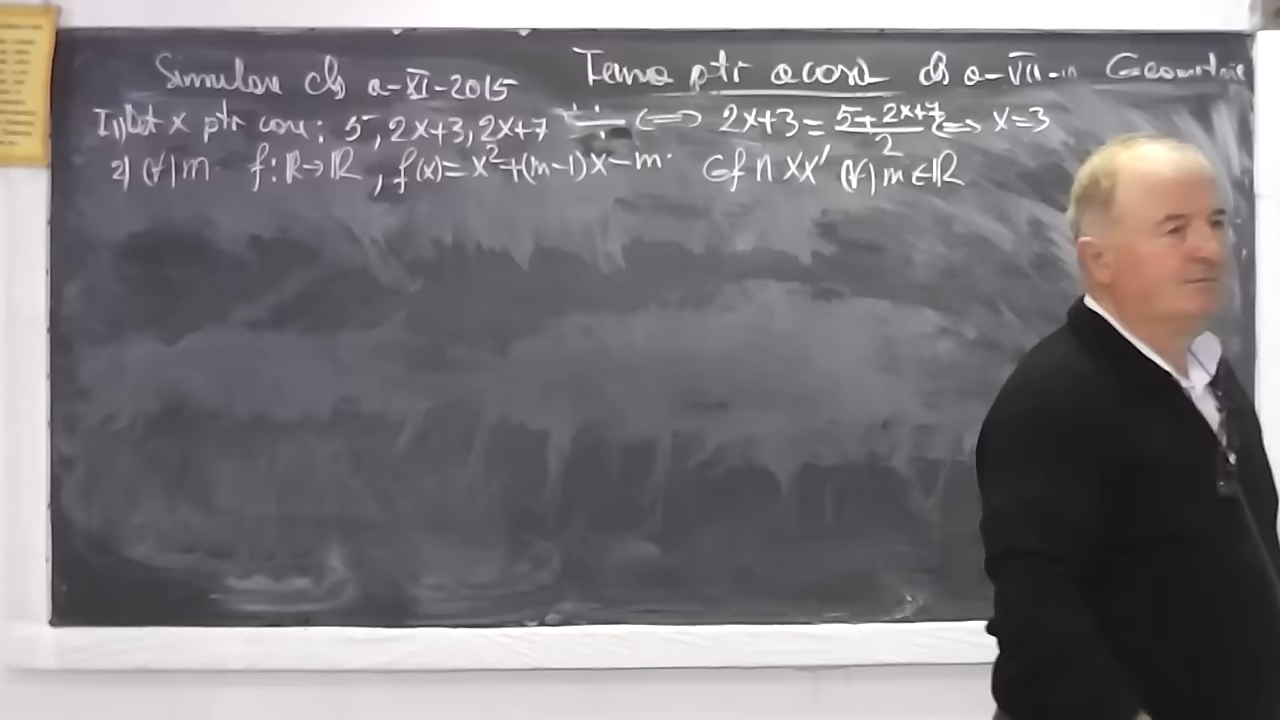 Simulare cls a-XI-2015
Tema ptr acasă cls a-VII-a Geometrie
I 1) Det x ptr care: 5, 2x+3, 2x+7 ÷ ⇔ 2x+3 = (5+2x+7)/2 ⇔ x=3
2) (∀) m f: ℝ→ℝ, f(x)=x²+(m-1)x-m. Gf ∩ XX' (∀) m∈ℝ